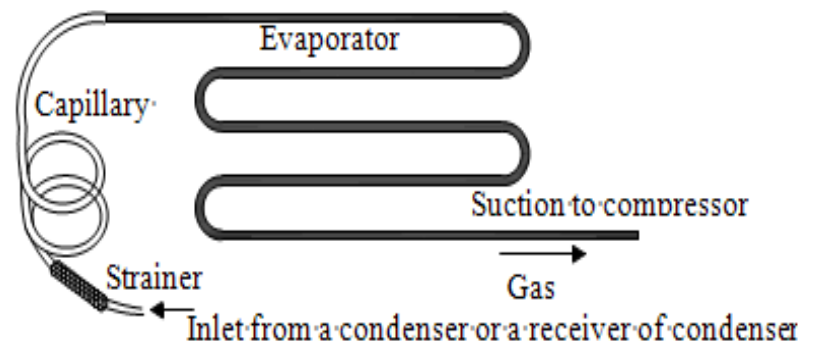 Evaporator
Capillary
Suction to compressor
Strainer
Gas
Inlet from a condenser or a receiver of condenser